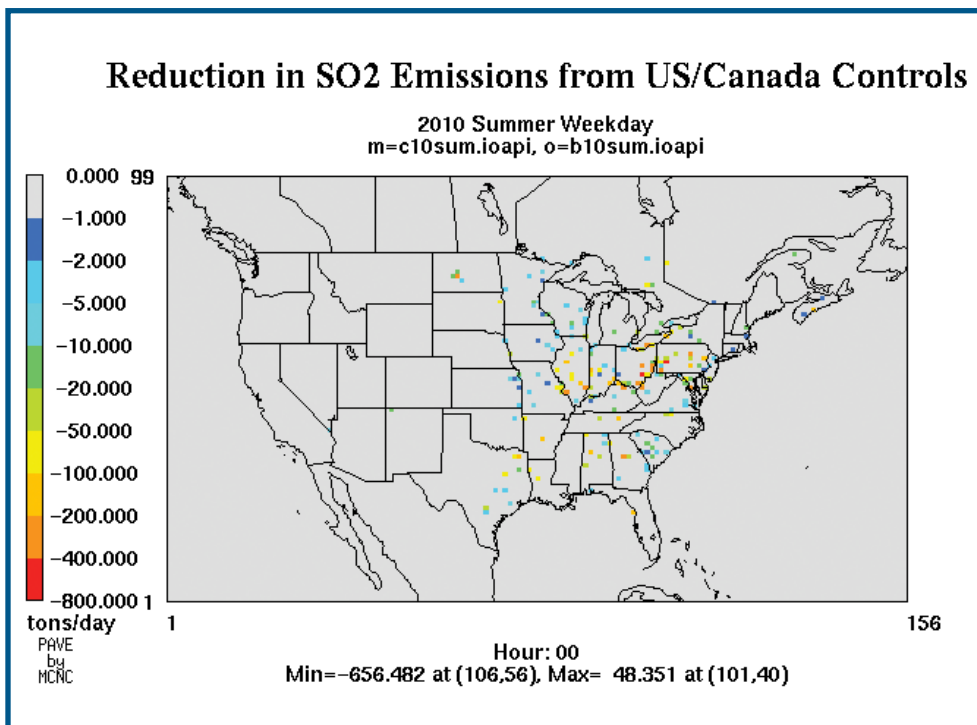 Reduction in SO2 Emissions from US/Canada Controls
2010 Summer Weekday
m=c10sum.ioapi, o=b10sum.ioapi
0.000
−1.000
−2.000
−5.000
−10.000
−20.000
−50.000
−100.000
−200.000
−400.000
−800.000
tons/day
PAVE
by
MCNC
99
1
1
156
Hour: 00
Min=−656.482 at (106,56), Max= 48.351 at (101,40)